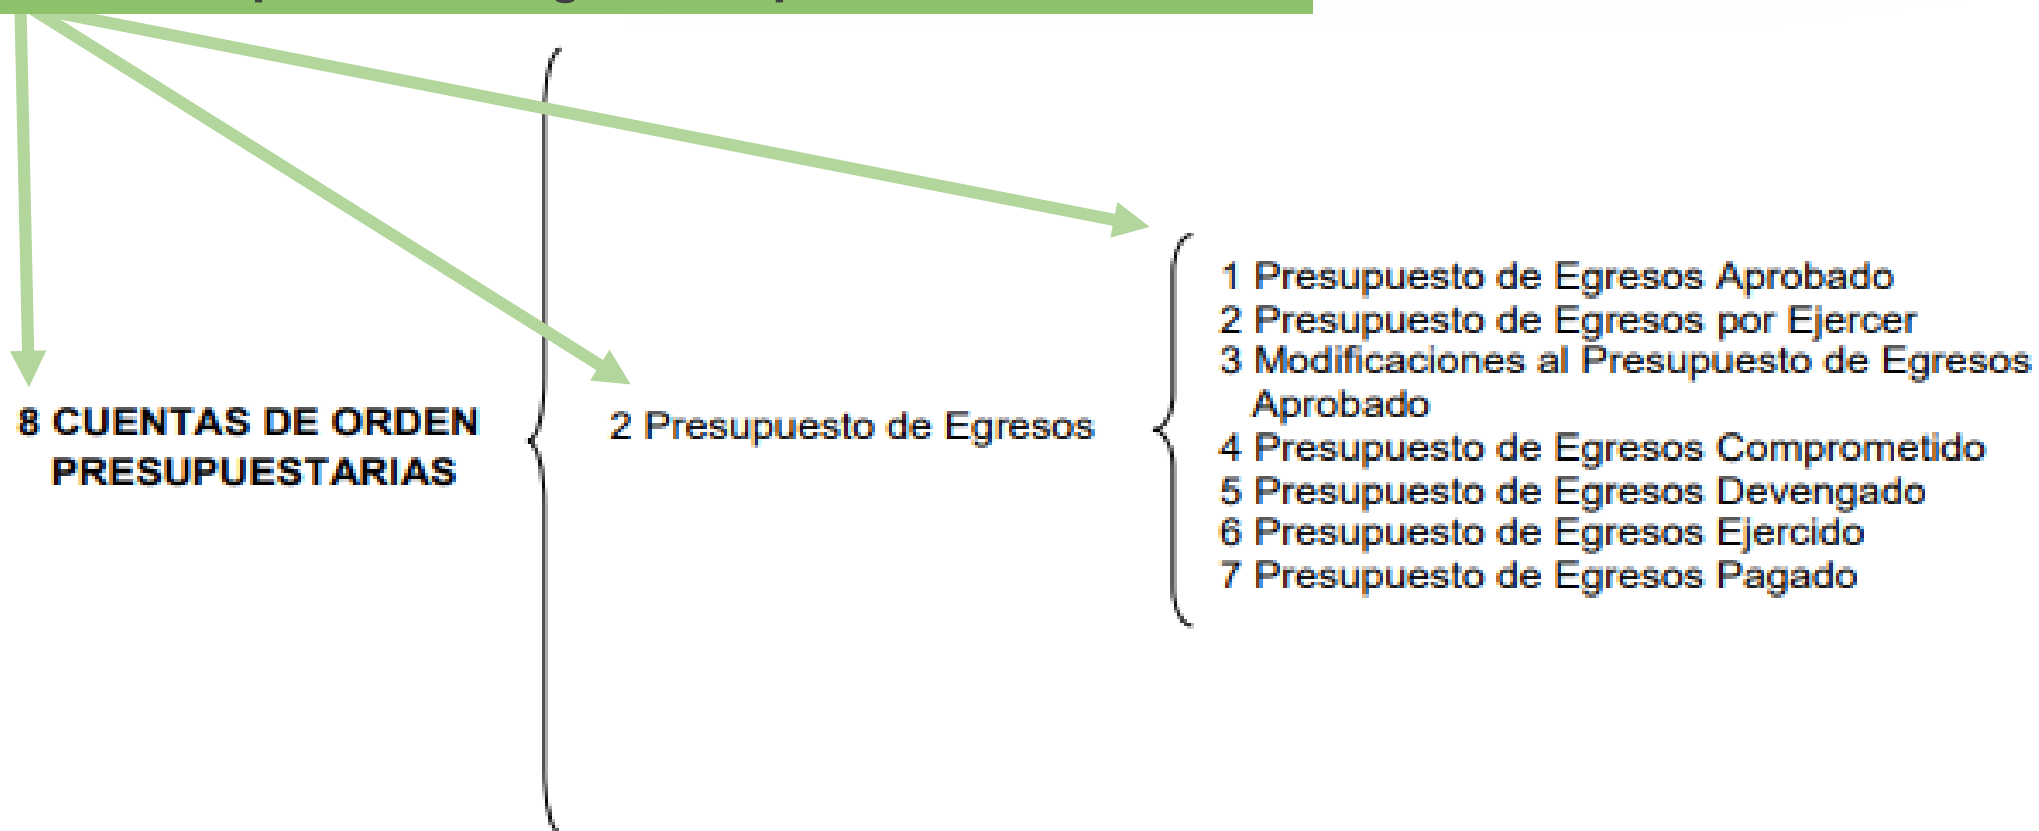 8 CUENTAS DE ORDEN
PRESUPUESTARIAS
2 Presupuesto de Egresos
1 Presupuesto de Egresos Aprobado
2 Presupuesto de Egresos por Ejercer
3 Modificaciones al Presupuesto de Egresos
Aprobado
4 Presupuesto de Egresos Comprometido
5 Presupuesto de Egresos Devengado
6 Presupuesto de Egresos Ejercido
7 Presupuesto de Egresos Pagado